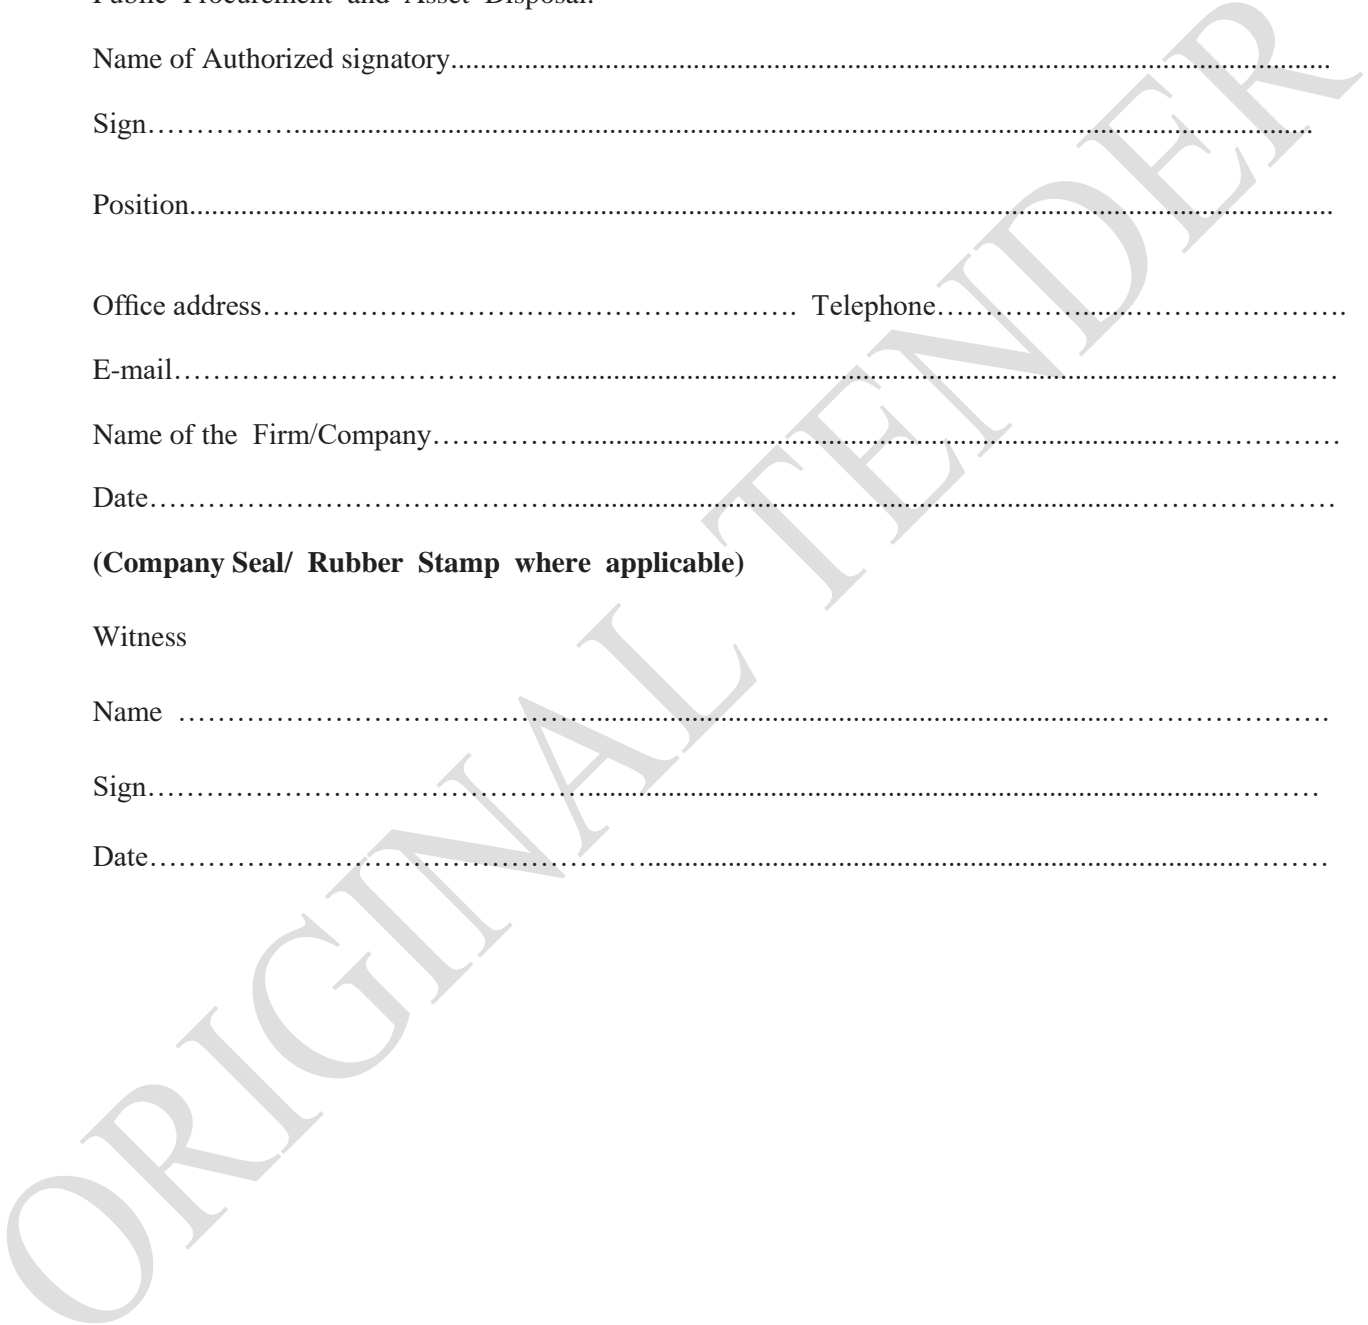 Public Procurement and Asset Disposal.
Name of Authorized signatory....................................................................................................................
Sign……………....................................................................................................................................
Position.........................................................................................................................................................
Office address………………………………………………. Telephone…………………………………….
E-mail…………………………………...................................................................................……………
Name of the Firm/Company……………..............................................................................………………
Date……………………………………...........................................................................…………………
(Company Seal/ Rubber Stamp where applicable)
Witness
Name …………………………………….....................................................................………………….
Sign……………………………………….....................................................................................………
Date……………………………………………................................................................................………
ORIGINAL TENDER